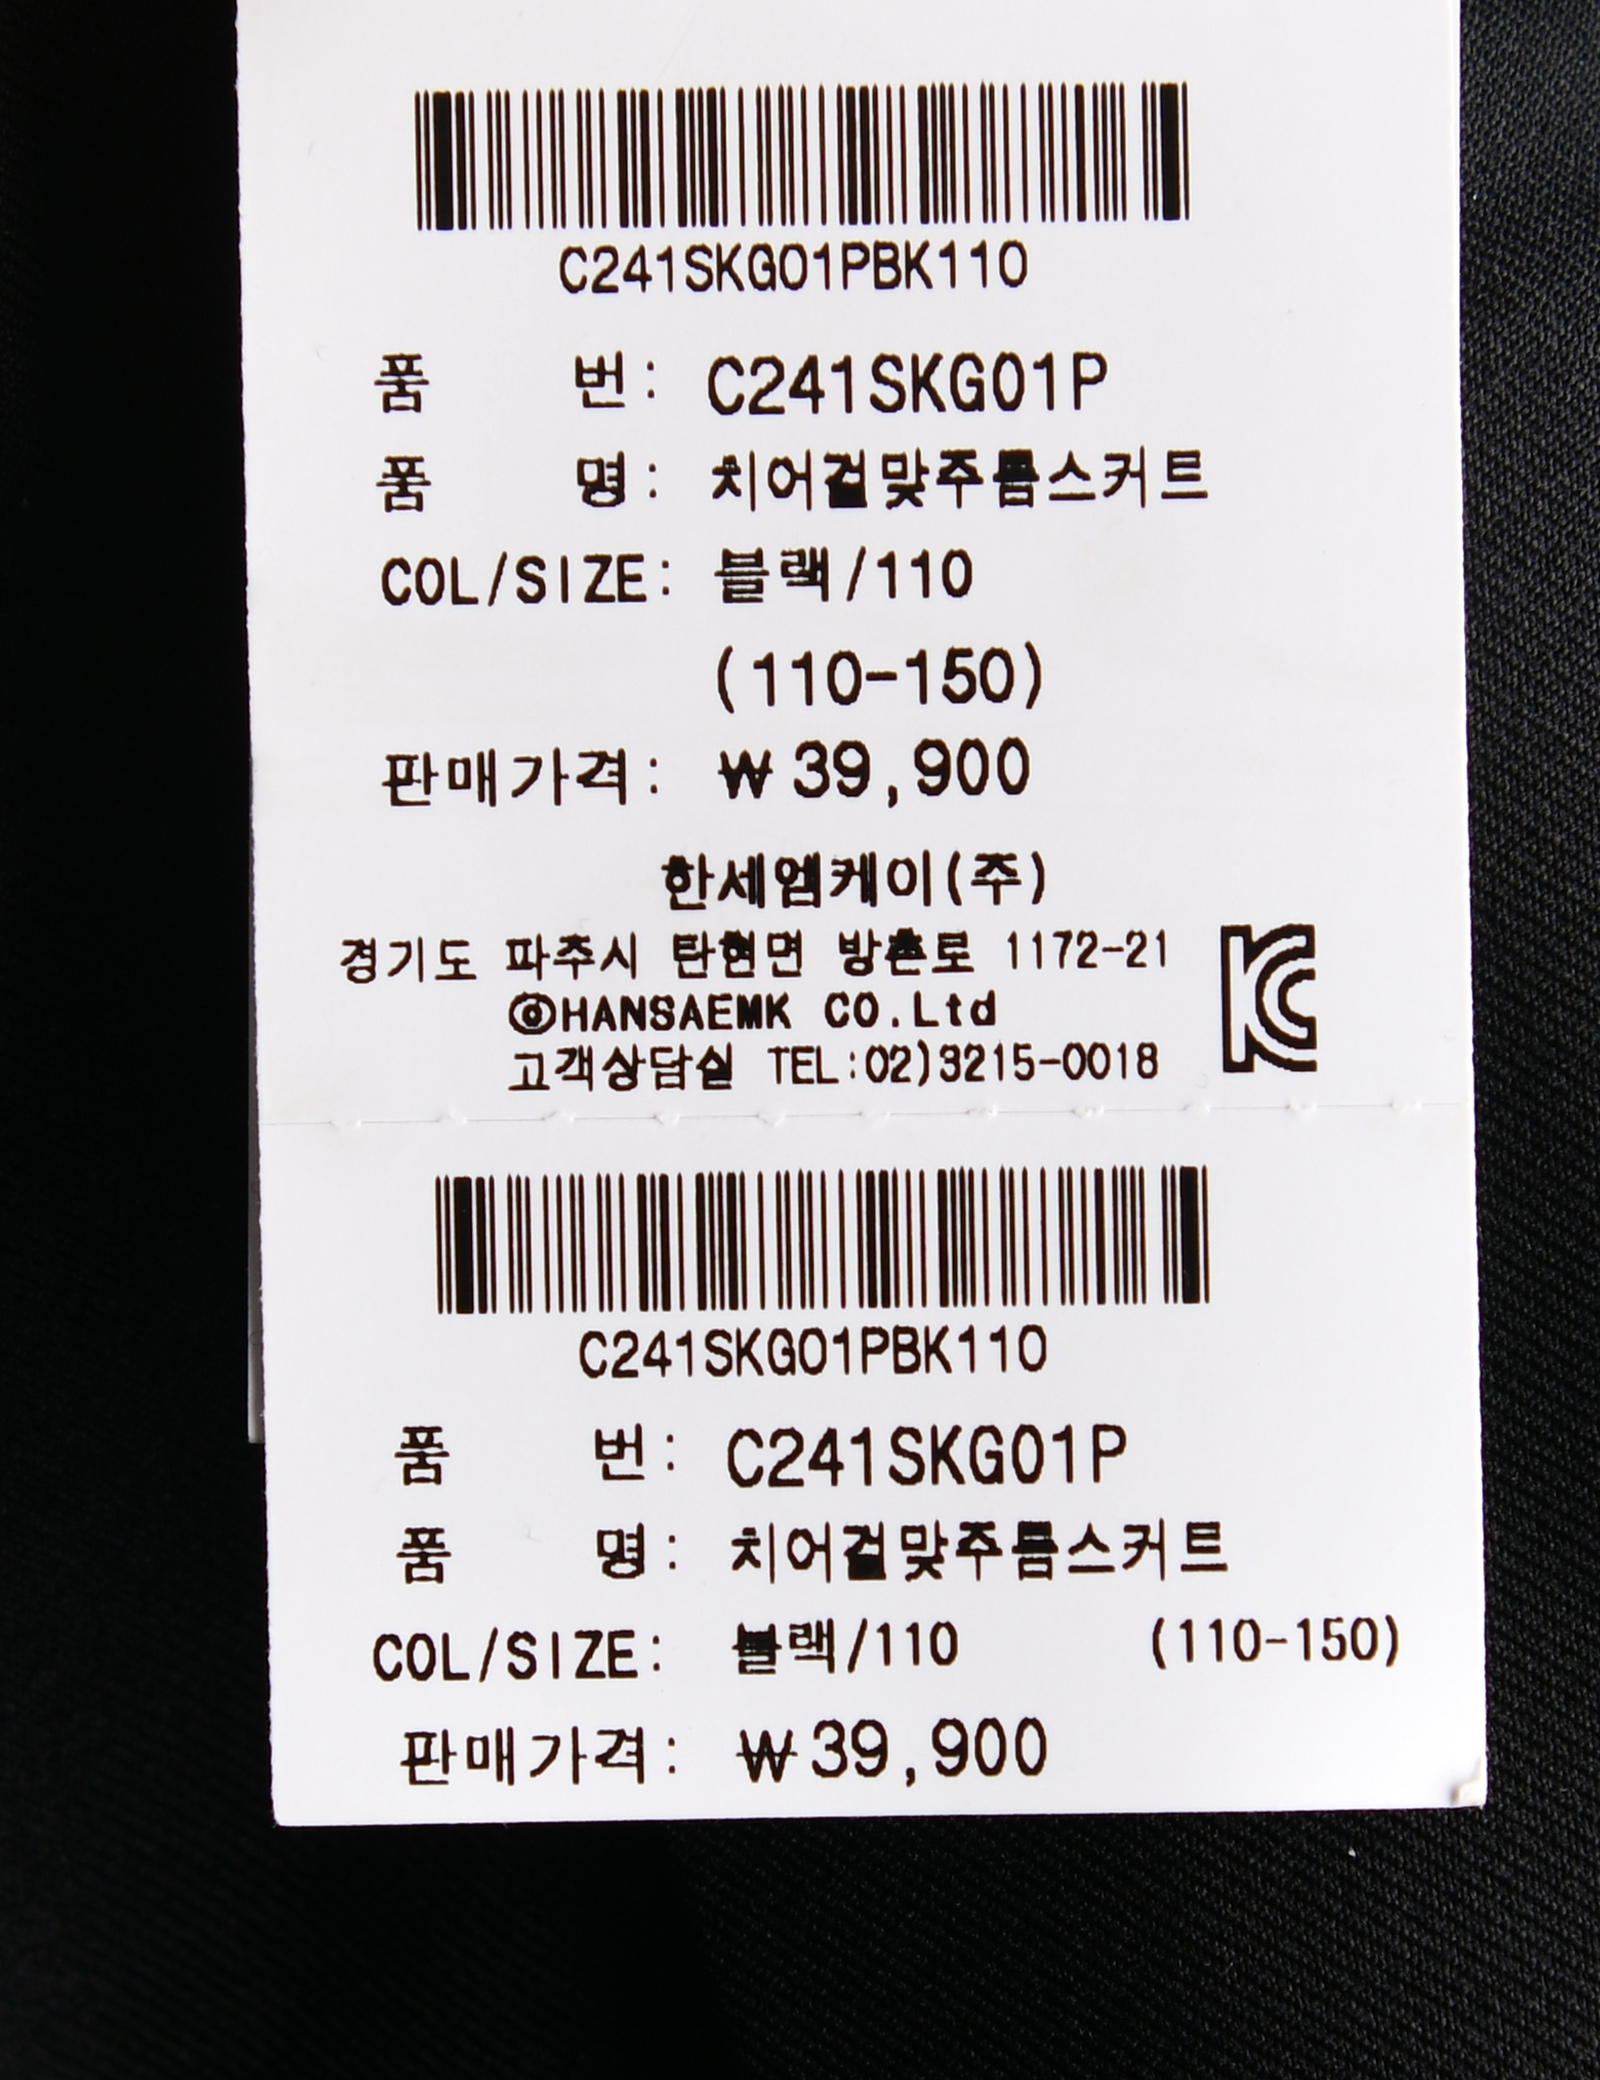 C241SKG01PBK110
품 번: C241SKG01P
품 명: 치어걸맞주름스커트
COL/SIZE: 블랙/110
(110-150)
판매가격: ₩39,900
한세엠케이(주)
경기도 파주시 탄현면 방촌로 1172-21
ⓒHANSAEMK CO.Ltd
고객상담실 TEL:02)3215-0018
KC
C241SKG01PBK110
품 번: C241SKG01P
품 명: 치어걸맞주름스커트
COL/SIZE: 블랙/110 (110-150)
판매가격: ₩39,900